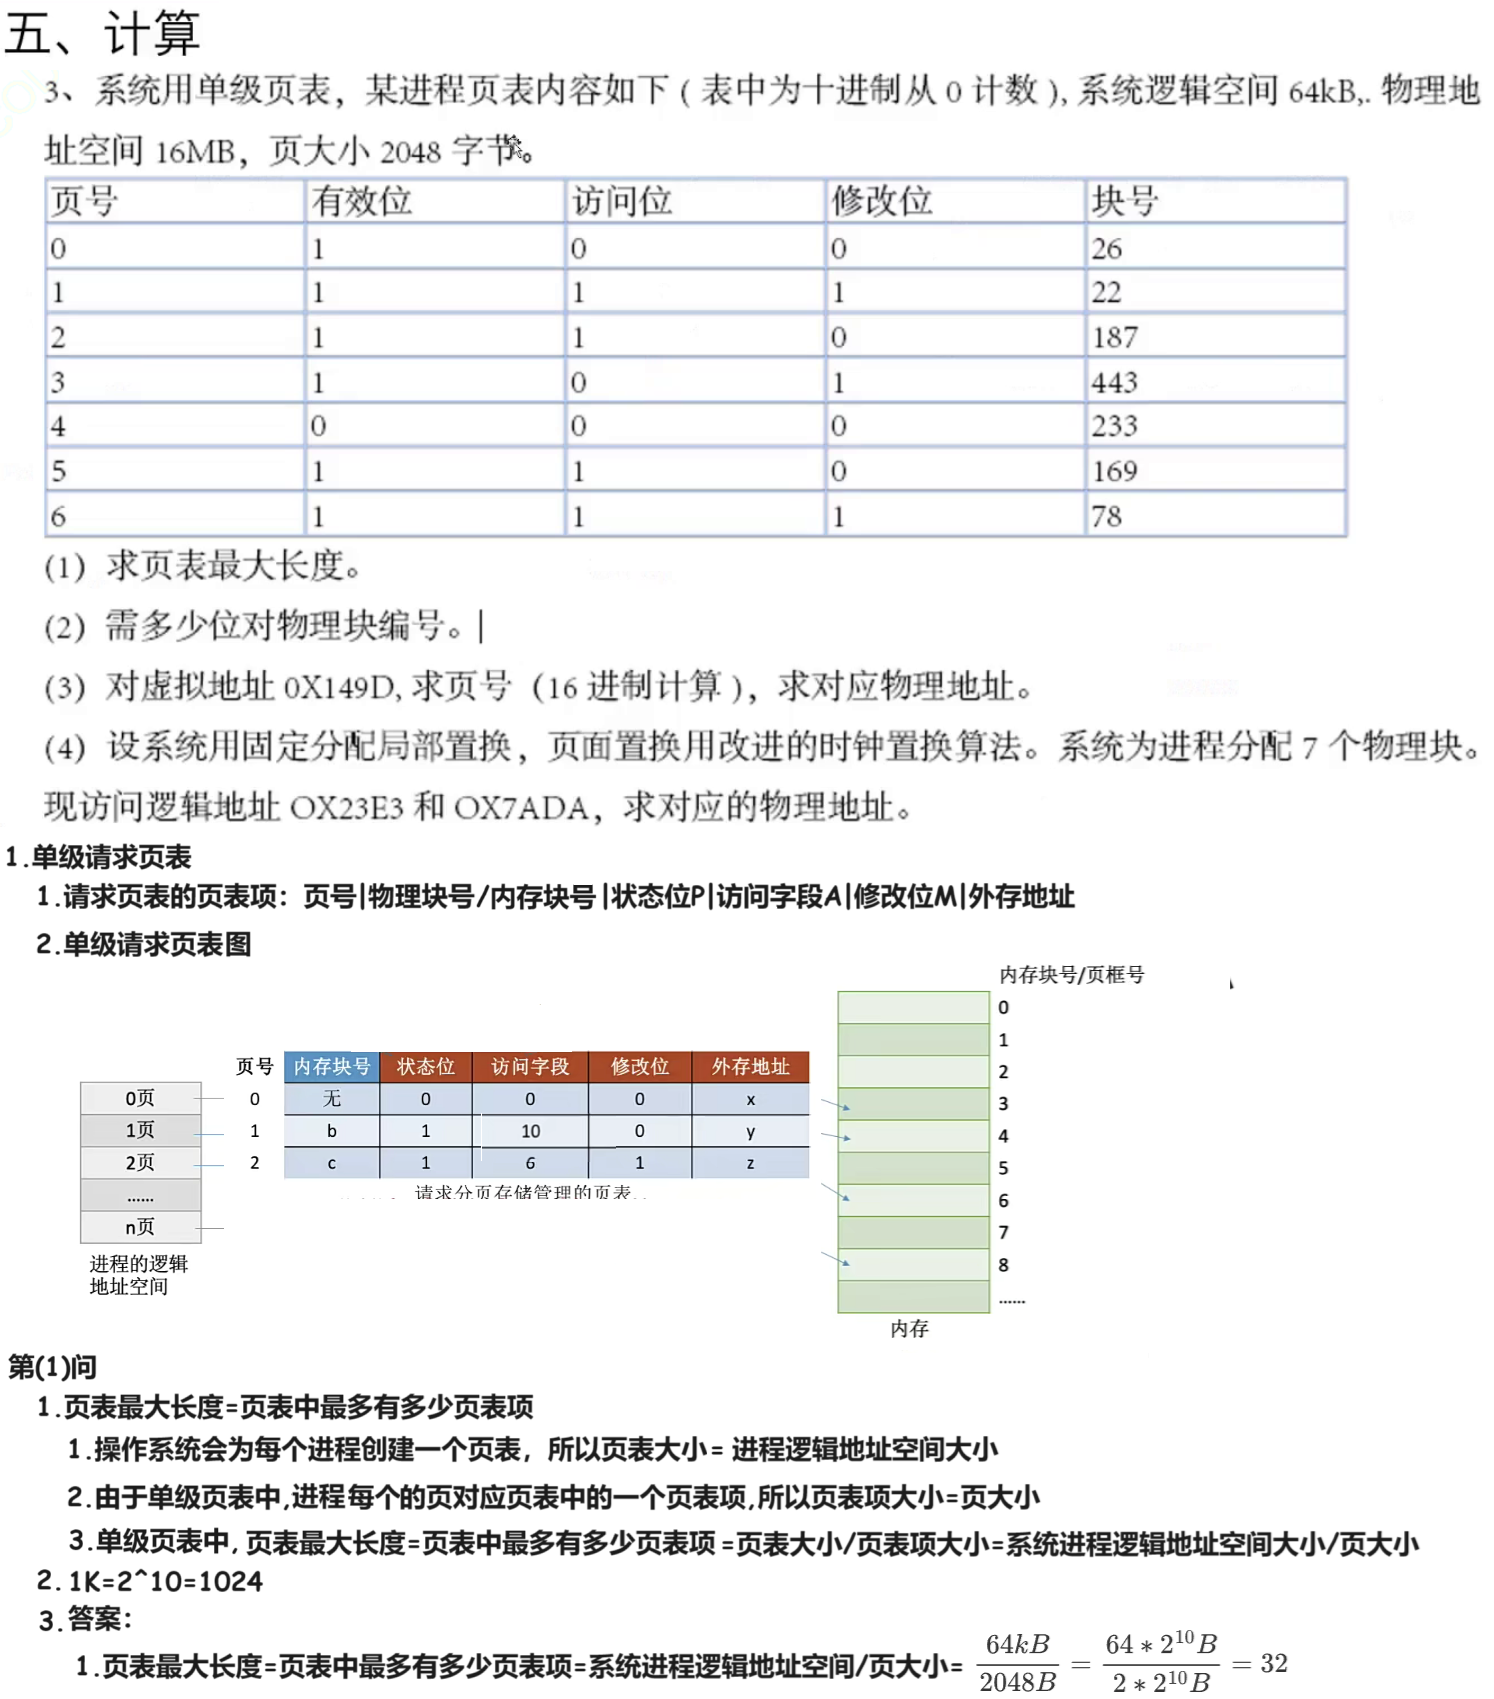 五、计算
3、系统用单级页表，某进程页表内容如下 ( 表中为十进制从 0 计数 ), 系统逻辑空间 64kB,. 物理地
址空间 16MB，页大小 2048 字节。
页号 有效位 访问位 修改位 块号
0 1 0 0 26
1 1 1 1 22
2 1 1 0 187
3 1 0 1 443
4 0 0 0 233
5 1 1 0 169
6 1 1 1 78
(1) 求页表最大长度。
(2) 需多少位对物理块编号。
(3) 对虚拟地址 0X149D, 求页号（16 进制计算 )，求对应物理地址。
(4) 设系统用固定分配局部置换，页面置换用改进的时钟置换算法。系统为进程分配 7 个物理块。
现访问逻辑地址 OX23E3 和 OX7ADA，求对应的物理地址。
1.单级请求页表
1.请求页表的页表项：页号|物理块号/内存块号|状态位P|访问字段A|修改位M|外存地址
2.单级请求页表图
内存块号/页框号
页号 内存块号 状态位 访问字段 修改位 外存地址
0 无 0 0 0 x
1 b 1 10 0 y
2 c 1 6 1 z
请求分页存储管理的页表
0页
1页
2页
......
n页
进程的逻辑
地址空间
0
1
2
3
4
5
6
7
8
......
内存
第(1)问
1.页表最大长度=页表中最多有多少页表项
1.操作系统会为每个进程创建一个页表，所以页表大小= 进程逻辑地址空间大小
2.由于单级页表中,进程每个的页对应页表中的一个页表项,所以页表项大小=页大小
3.单级页表中, 页表最大长度=页表中最多有多少页表项 =页表大小/页表项大小=系统进程逻辑地址空间大小/页大小
2. 1K=2^10=1024
3.答案：
1.页表最大长度=页表中最多有多少页表项=系统进程逻辑地址空间/页大小= 64kB/2048B = 64 * 2^10 B/2 * 2^10 B = 32